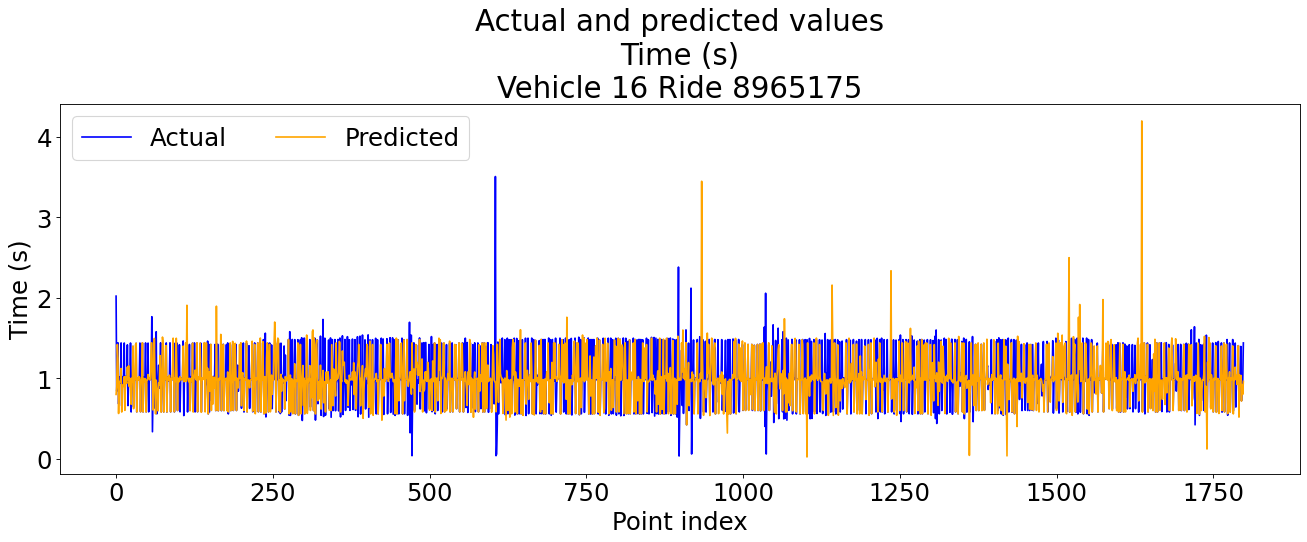 Actual and predicted values
Time (s)
Vehicle 16 Ride 8965175
Actual
Predicted
Time (s)
4
3
2
1
0
0
250
500
750
1000
1250
1500
1750
Point index